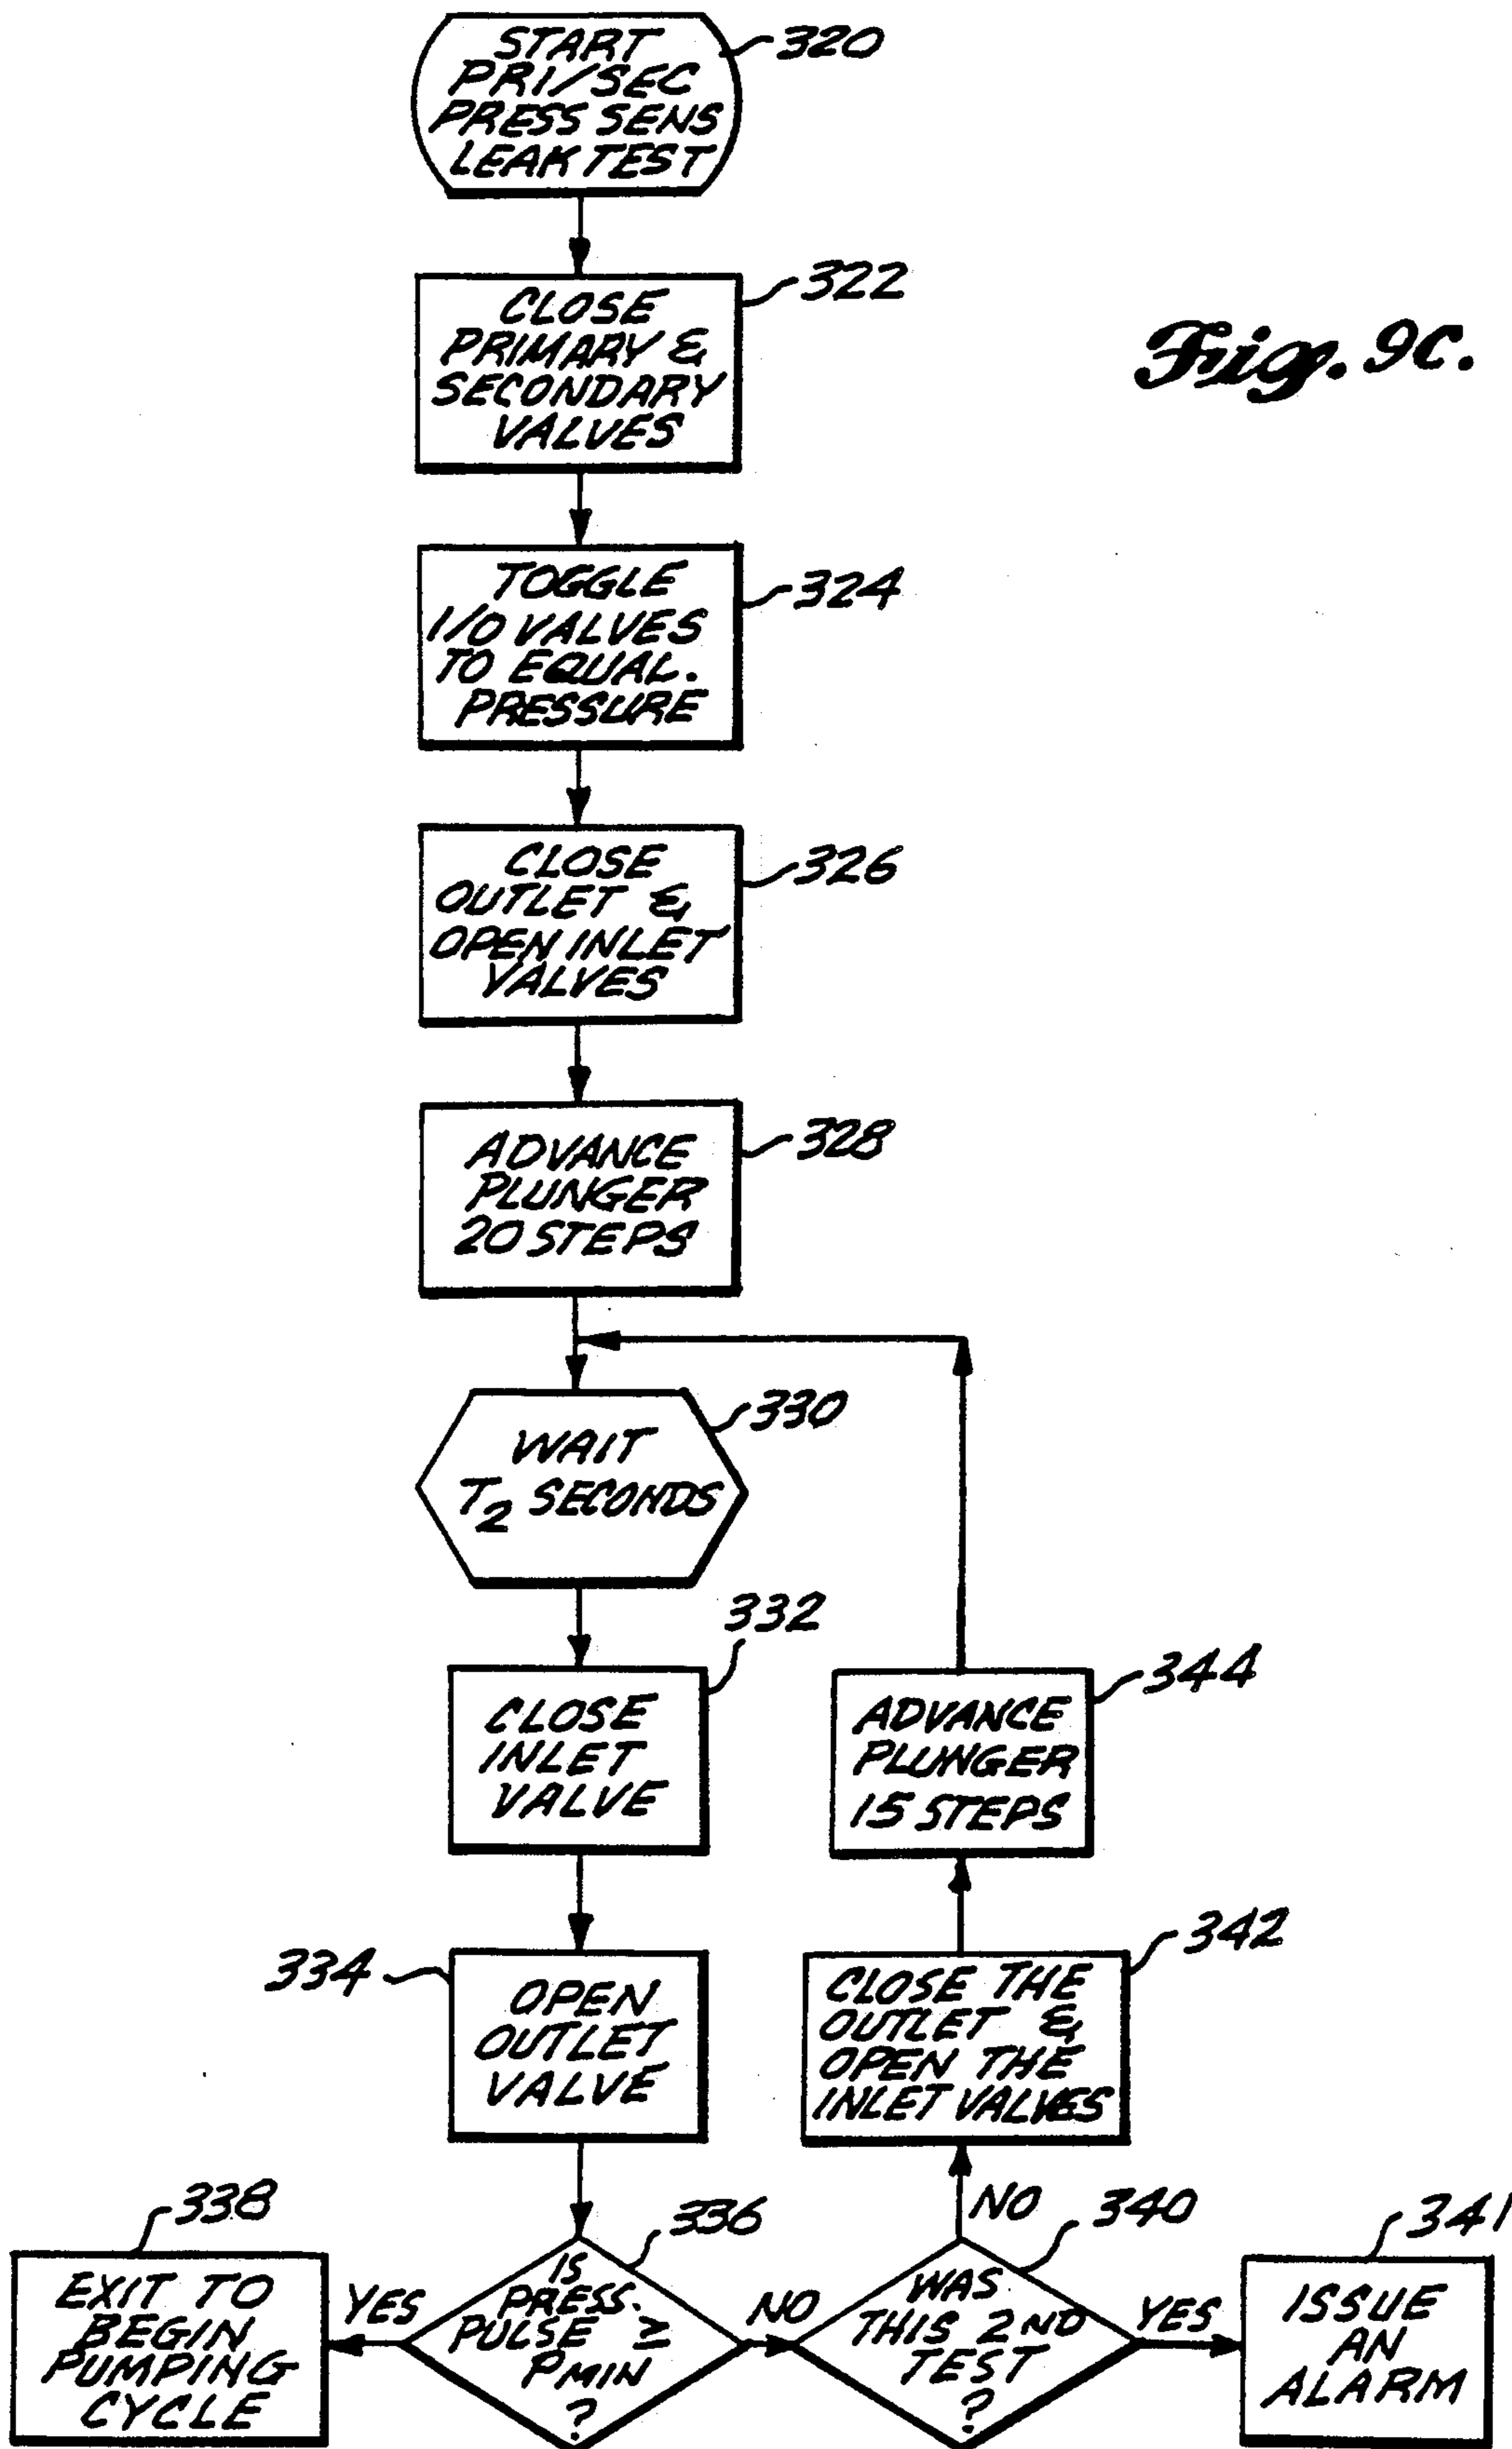 START
PRI/SEC
PRESS SENS
LEAK TEST
320
CLOSE
PRIMARY &
SECONDARY
VALVES
322
Fig. 9C.
TOGGLE
I/O VALVES
TO EQUAL.
PRESSURE
324
CLOSE
OUTLET &
OPEN INLET
VALVES
326
ADVANCE
PLUNGER
20 STEPS
328
WAIT
T2 SECONDS
330
CLOSE
INLET
VALVE
332
ADVANCE
PLUNGER
15 STEPS
344
OPEN
OUTLET
VALVE
334
CLOSE THE
OUTLET &
OPEN THE
INLET VALVES
342
EXIT TO
BEGIN
PUMPING
CYCLE
338
YES
IS
PRESS.
PULSE ≥
PMIN
?
336
NO
WAS
THIS 2ND
TEST
?
340
NO
YES
ISSUE
AN
ALARM
341